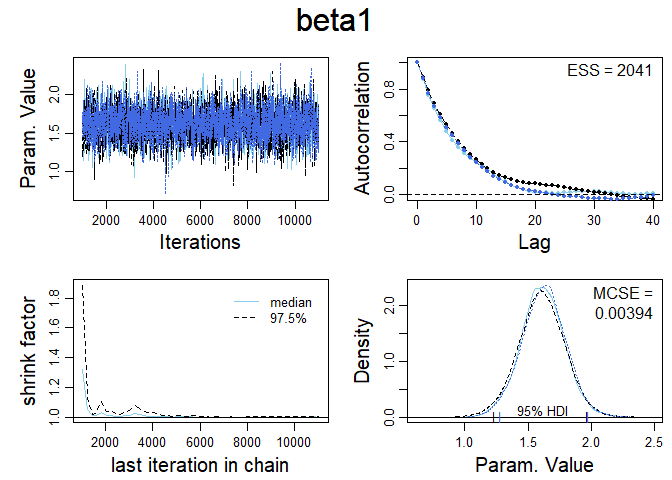 beta1
Param. Value
1.0 1.5 2.0
2000 4000 6000 8000 10000
Iterations
Autocorrelation
0.0 0.4 0.8
ESS = 2041
0 10 20 30 40
Lag
shrink factor
1.0 1.2 1.4 1.6 1.8
median
97.5%
2000 4000 6000 8000 10000
last iteration in chain
Density
0.0 1.0 2.0
MCSE =
0.00394
95% HDI
1.0 1.5 2.0 2.5
Param. Value